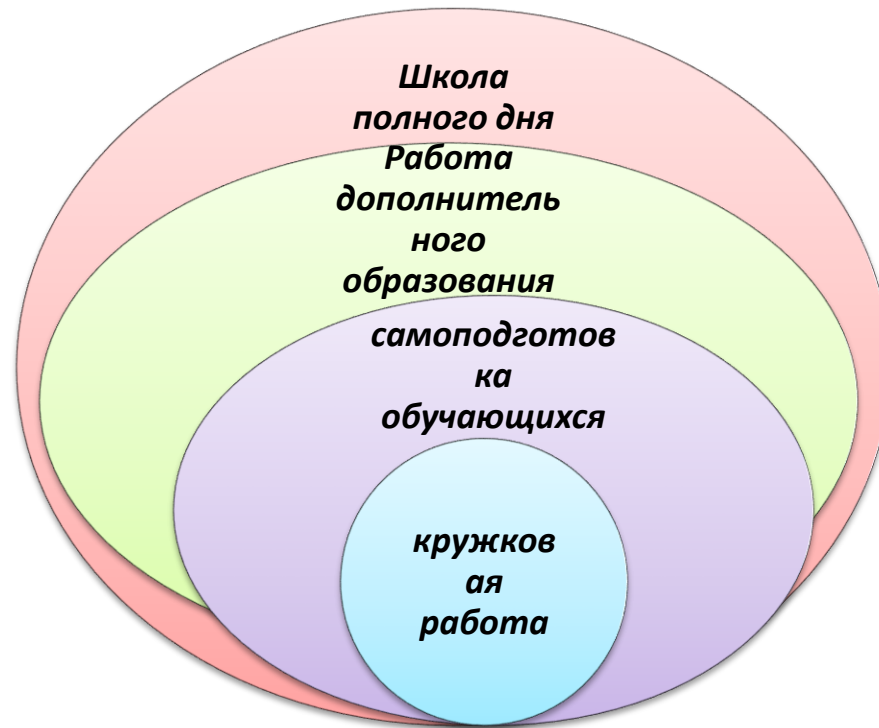 Школа
полного дня
Работа
дополнитель
ного
образования
самоподготов
ка
обучающихся
кружков
ая
работа